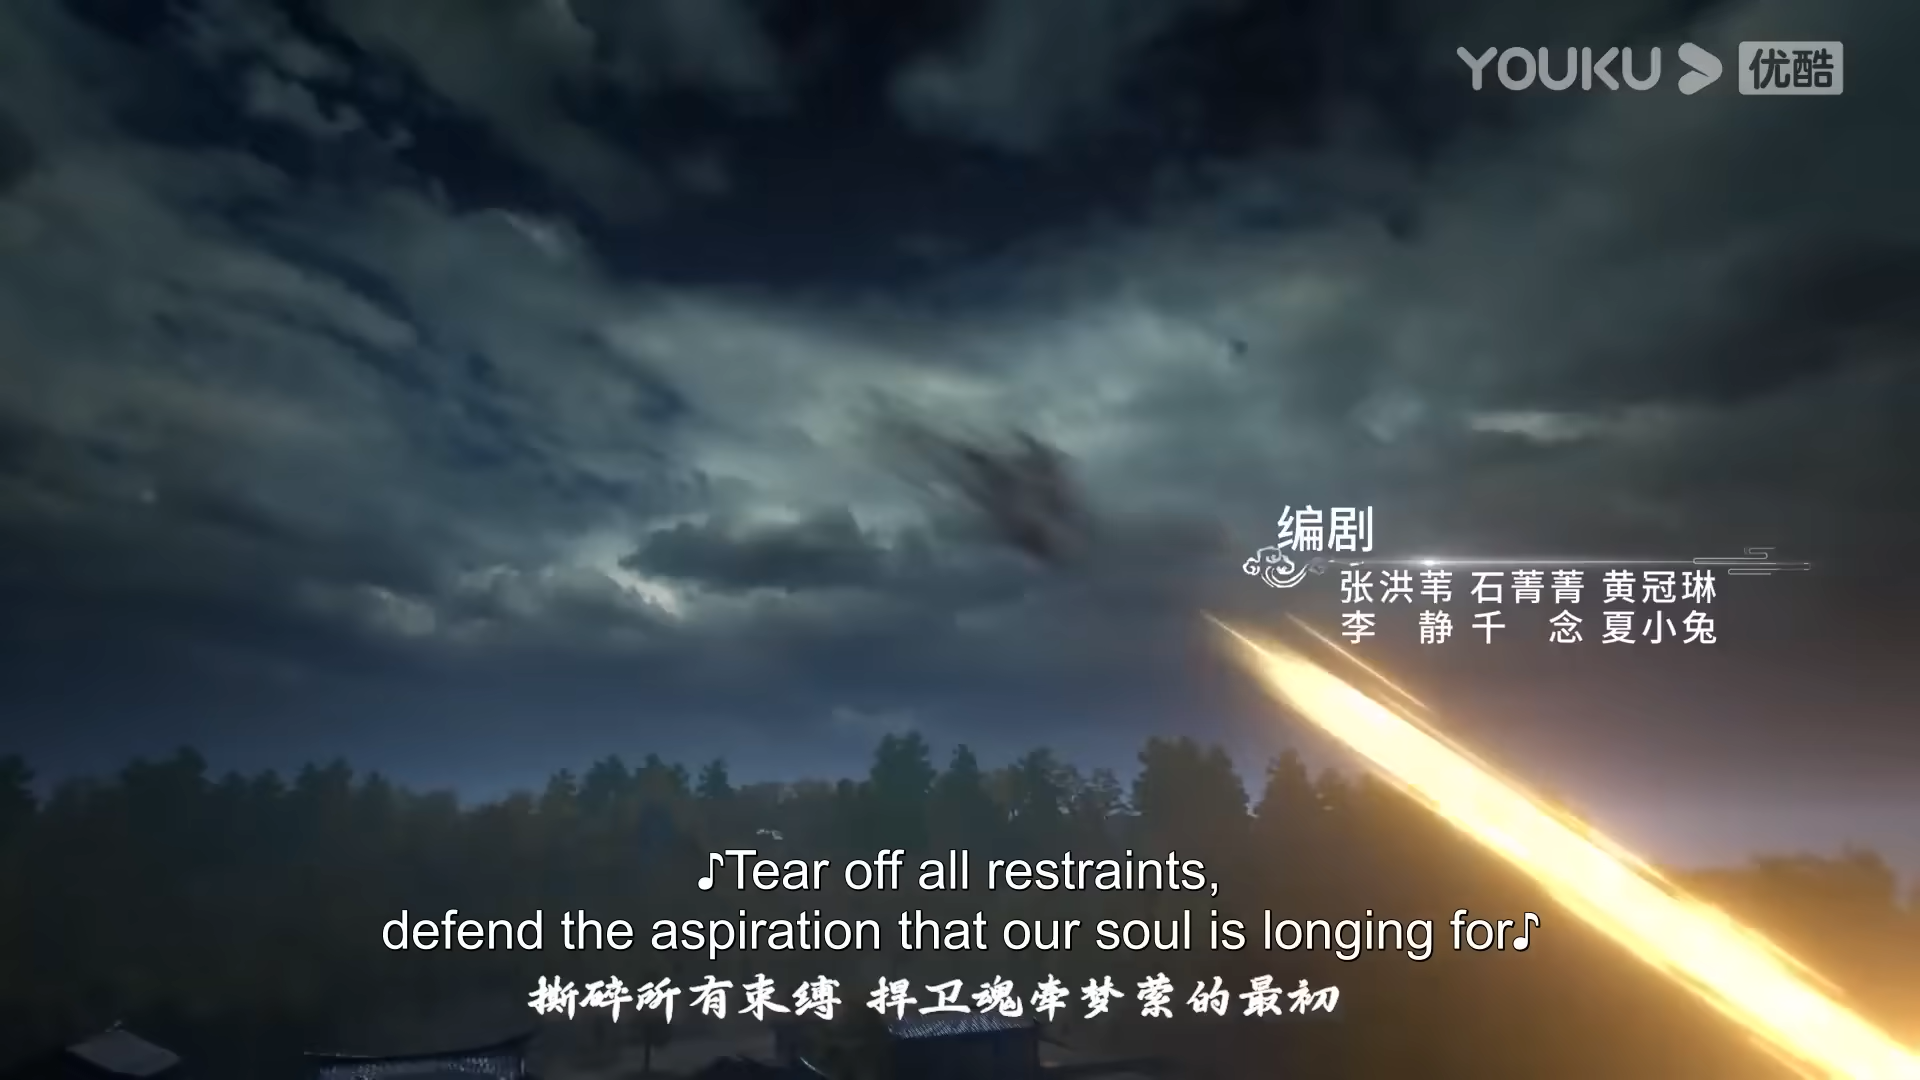 YOUKU 优酷
编剧
张洪苇 石菁菁 黄冠琳
李 静 千 念 夏小兔
♪Tear off all restraints,
defend the aspiration that our soul is longing for♪
撕碎所有束缚 捍卫魂牵梦萦的最初